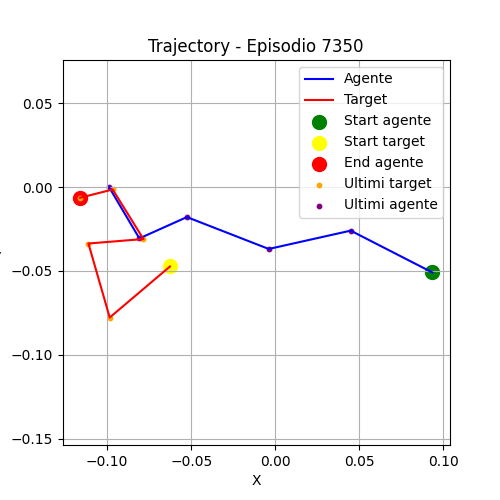 Trajectory - Episodio 7350
Agente
Target
Start agente
Start target
End agente
Ultimi target
Ultimi agente
0.05
0.00
−0.05
−0.10
−0.15
−0.10
−0.05
0.00
0.05
0.10
X